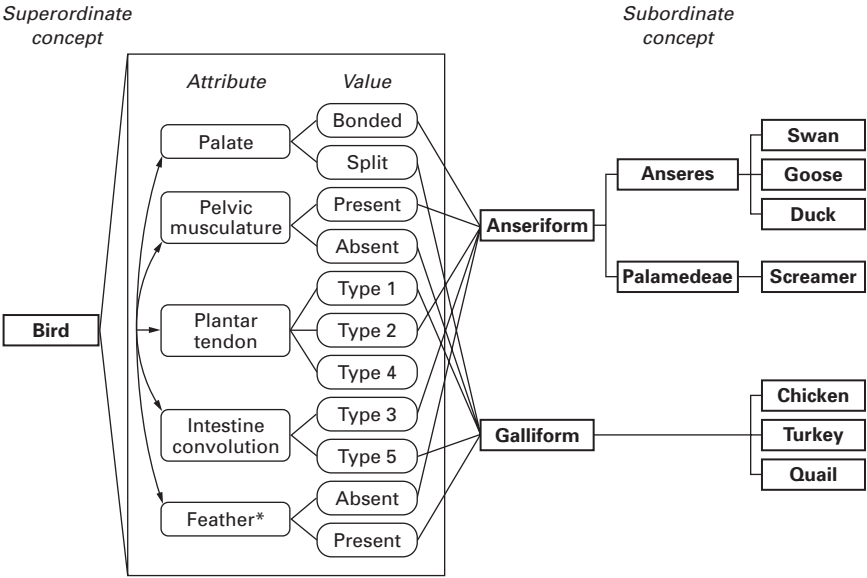 Superordinate
concept
Subordinate
concept
Attribute
Value
Bird
Palate
Bonded
Split
Pelvic
musculature
Present
Absent
Plantar
tendon
Type 1
Type 2
Type 4
Intestine
convolution
Type 3
Type 5
Feather*
Absent
Present
Anseriform
Galliform
Anseres
Palamedeae
Swan
Goose
Duck
Screamer
Chicken
Turkey
Quail